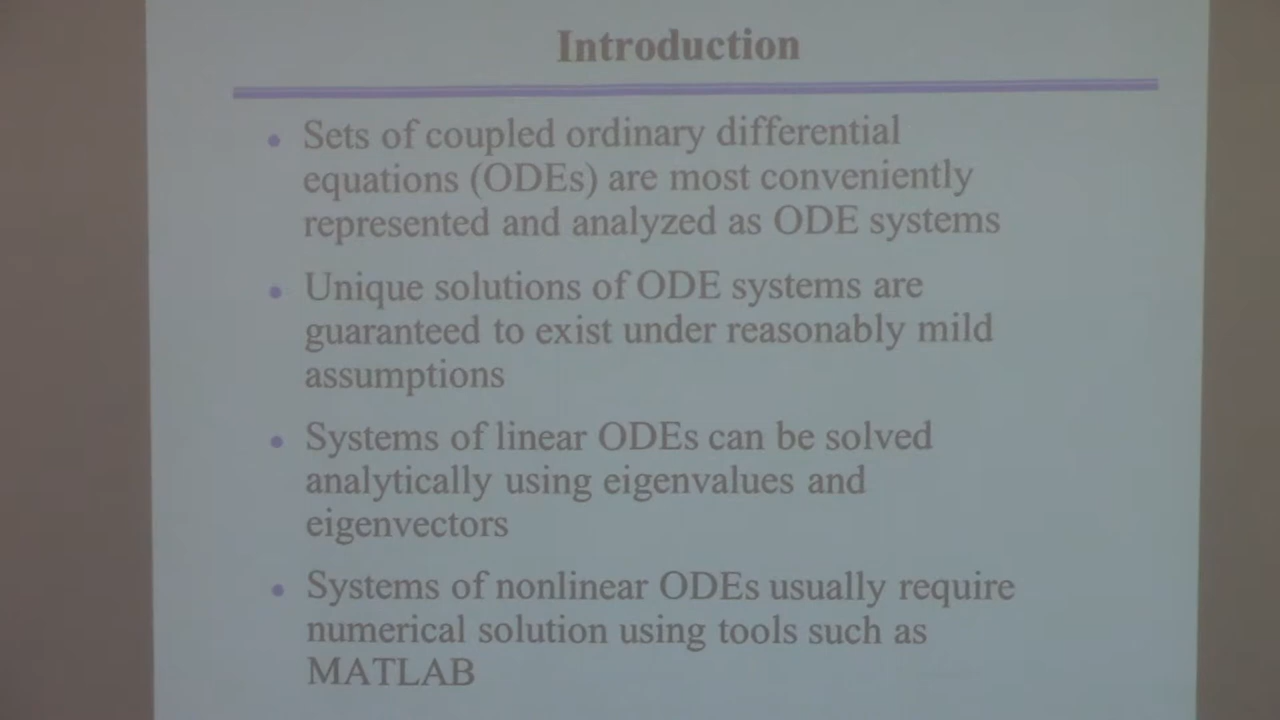 Introduction
• Sets of coupled ordinary differential
equations (ODEs) are most conveniently
represented and analyzed as ODE systems
• Unique solutions of ODE systems are
guaranteed to exist under reasonably mild
assumptions
• Systems of linear ODEs can be solved
analytically using eigenvalues and
eigenvectors
• Systems of nonlinear ODEs usually require
numerical solution using tools such as
MATLAB